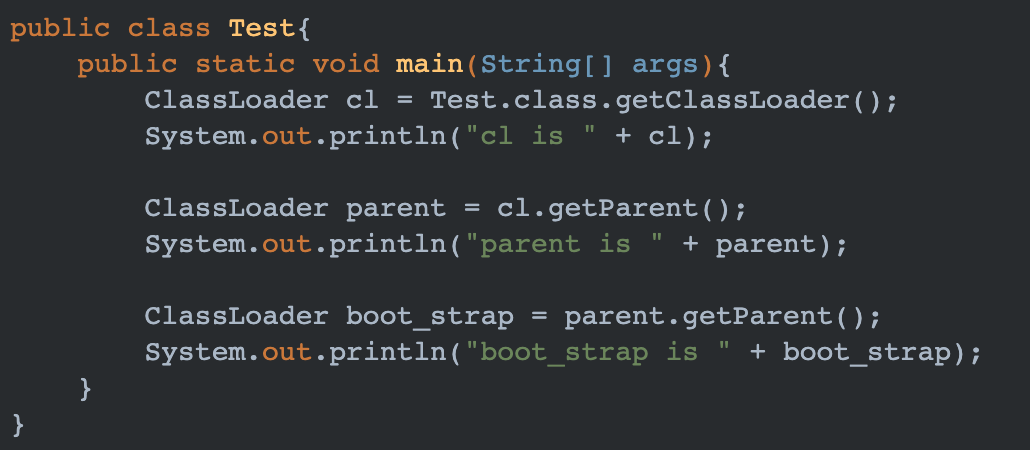 public class Test{
    public static void main(String[] args){
        ClassLoader cl = Test.class.getClassLoader();
        System.out.println("cl is " + cl);

        ClassLoader parent = cl.getParent();
        System.out.println("parent is " + parent);

        ClassLoader boot_strap = parent.getParent();
        System.out.println("boot_strap is " + boot_strap);
    }
}